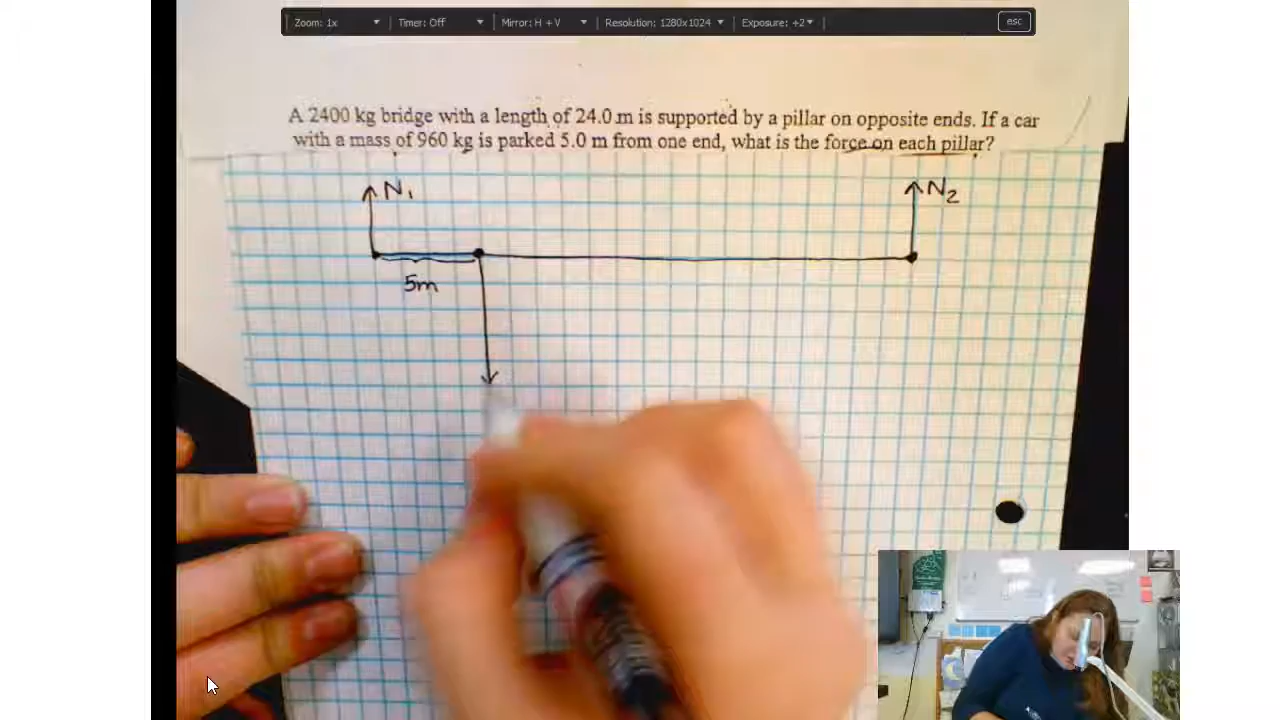 Zoom: 1x Timer: Off Mirror: H + V Resolution: 1280x1024 Exposure: +2 esc
A 2400 kg bridge with a length of 24.0 m is supported by a pillar on opposite ends. If a car
with a mass of 960 kg is parked 5.0 m from one end, what is the force on each pillar?
N₁ N₂
5m